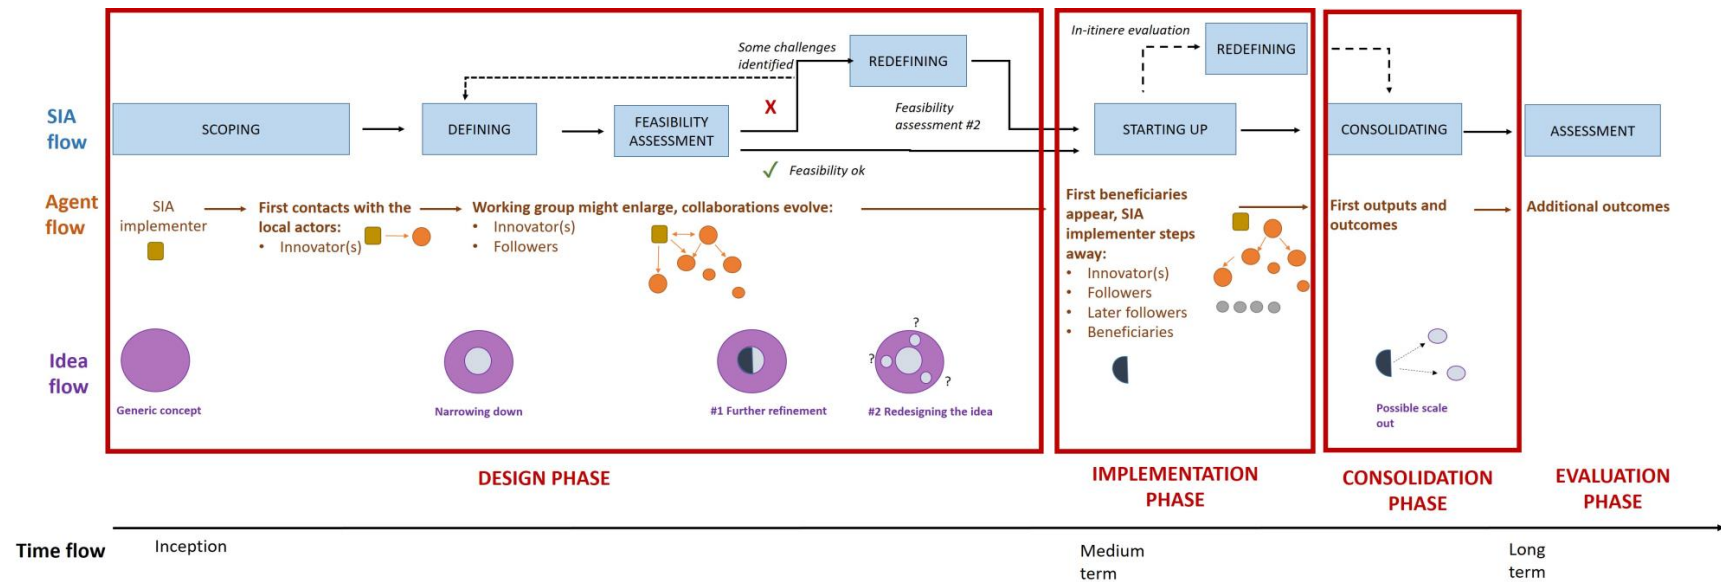 SIA
flow
SCOPING
DEFINING
FEASIBILITY
ASSESSMENT
Some challenges
identified
X
REDEFINING
Feasibility
assessment #2
✓ Feasibility ok
In-itinere evaluation
REDEFINING
STARTING UP
CONSOLIDATING
ASSESSMENT
Agent
flow
SIA
implementer
First contacts with the
local actors:
• Innovator(s)
Working group might enlarge, collaborations evolve:
• Innovator(s)
• Followers
First beneficiaries
appear, SIA
implementer steps
away:
• Innovator(s)
• Followers
• Later followers
• Beneficiaries
First outputs and
outcomes
Additional outcomes
Idea
flow
Generic concept
Narrowing down
#1 Further refinement
?
?
?
#2 Redesigning the idea
Possible scale
out
DESIGN PHASE
IMPLEMENTATION
PHASE
CONSOLIDATION
PHASE
EVALUATION
PHASE
Time flow
Inception
Medium
term
Long
term